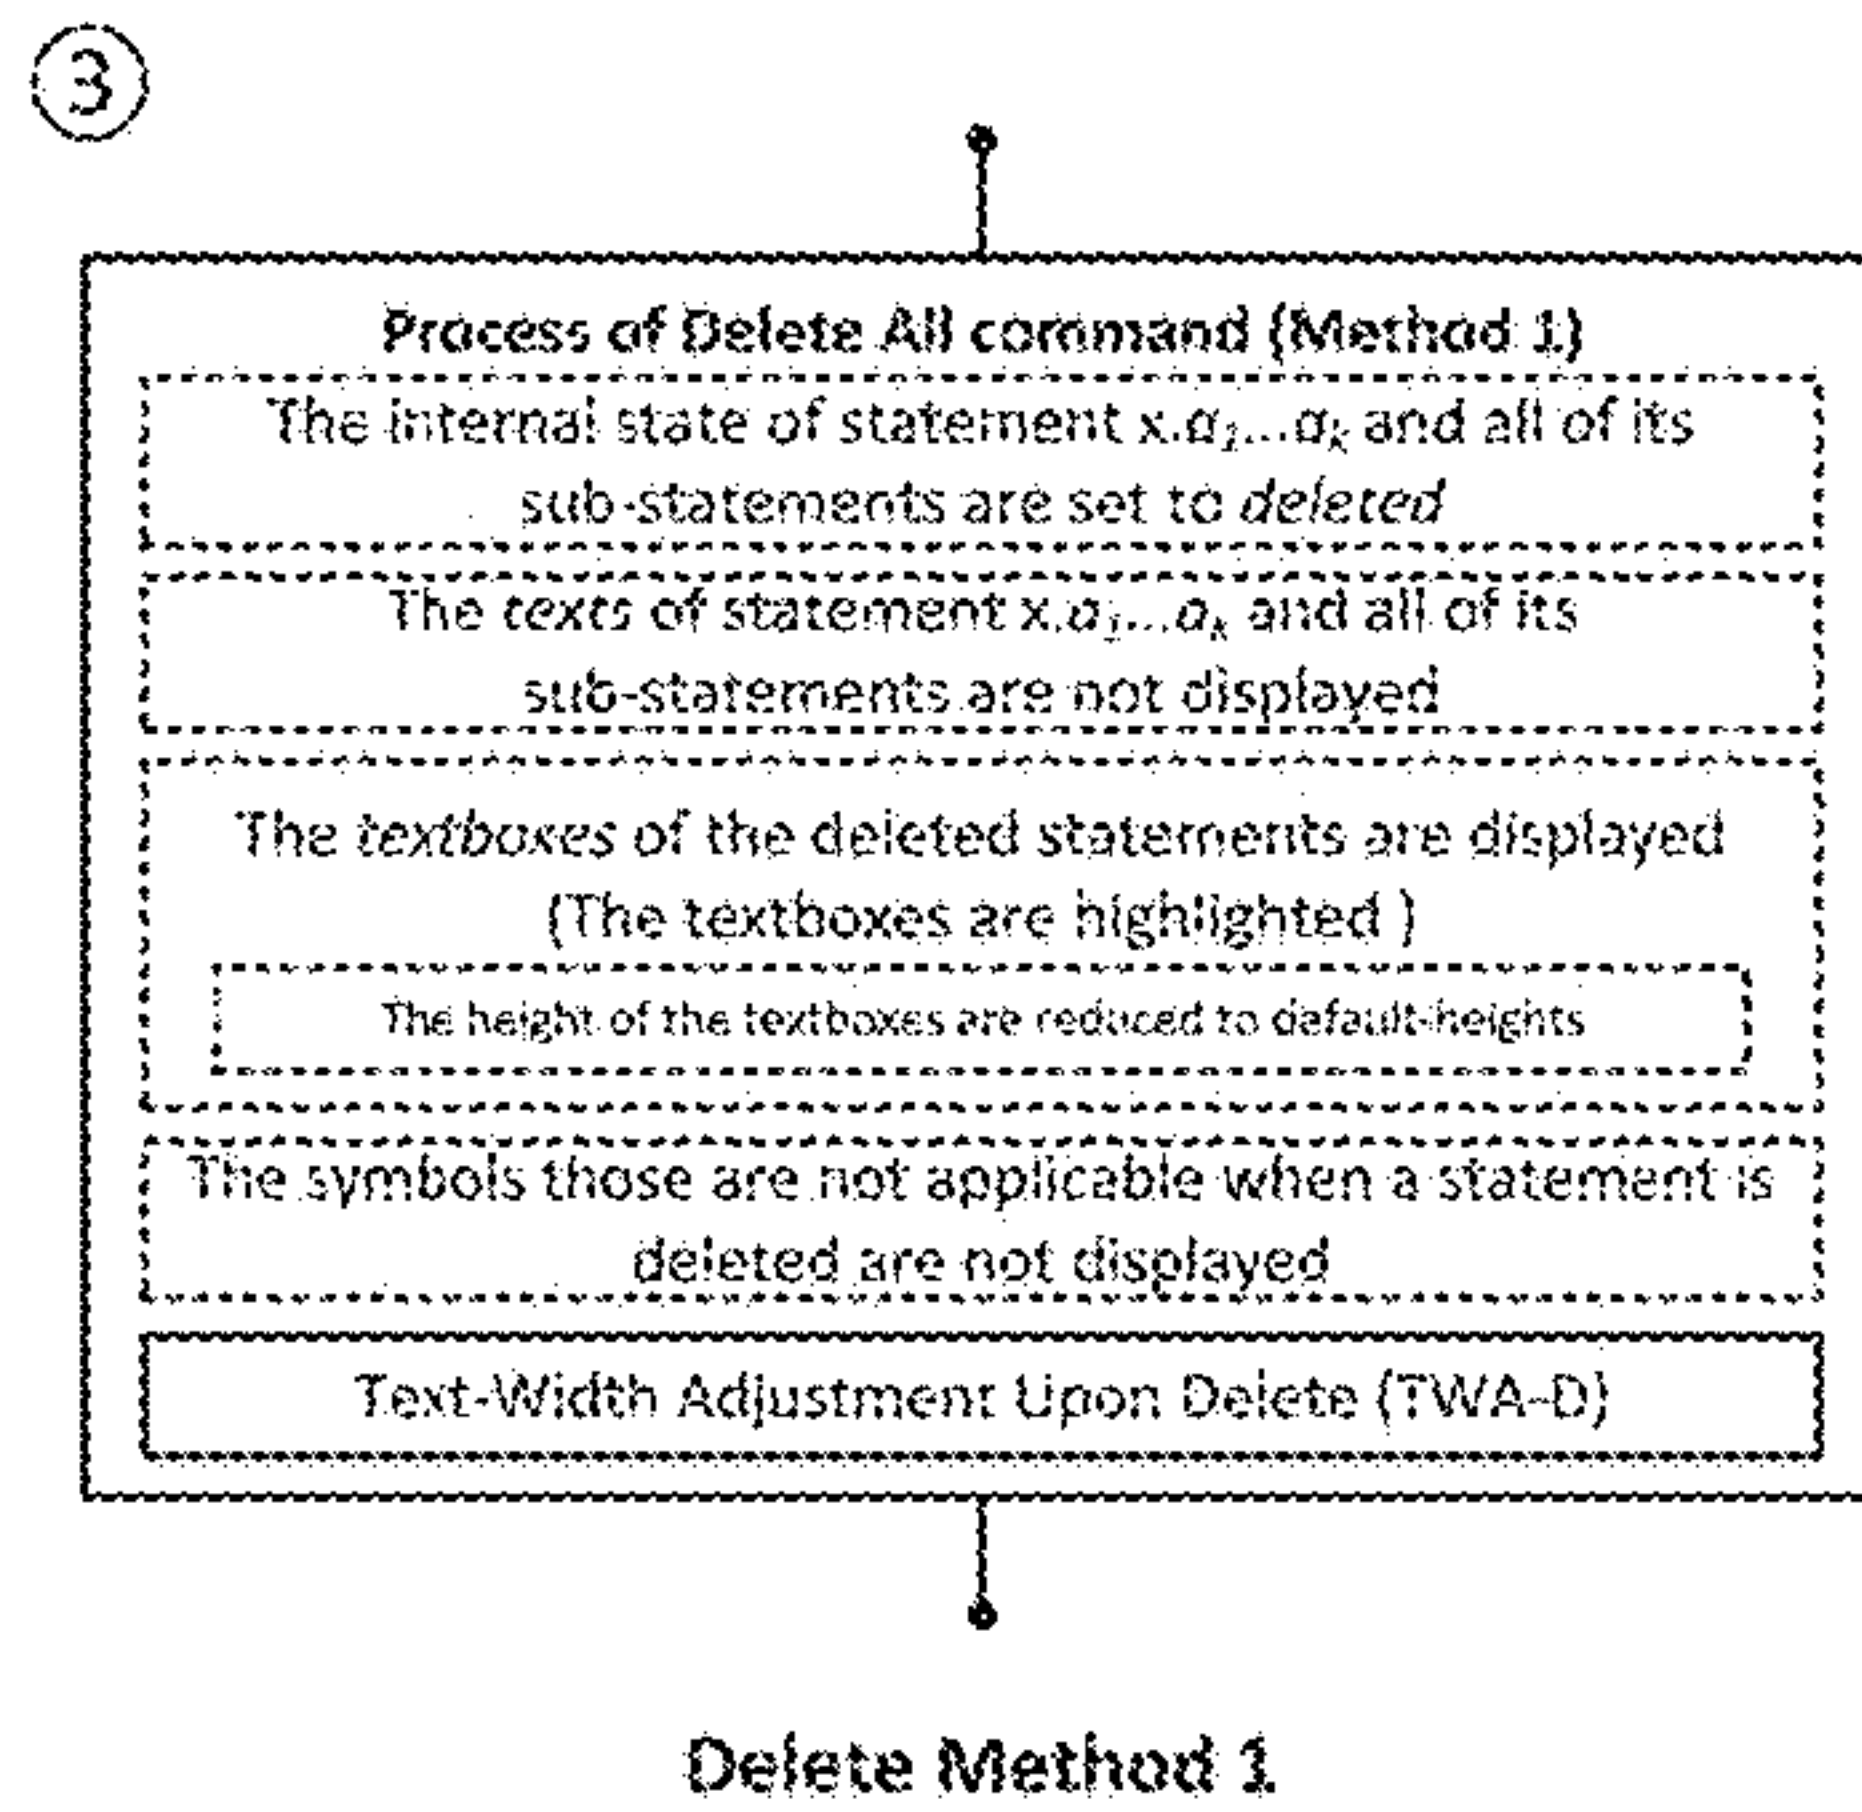 3
Process of Delete All command (Method 1)
The internal state of statement x.a₁...aₖ and all of its
sub-statements are set to deleted
The texts of statement x.a₁...aₖ and all of its
sub-statements are not displayed
The textboxes of the deleted statements are displayed
(The textboxes are highlighted )
The height of the textboxes are reduced to default-heights
The symbols those are not applicable when a statement is
deleted are not displayed
Text-Width Adjustment Upon Delete (TWA-D)
Delete Method 1